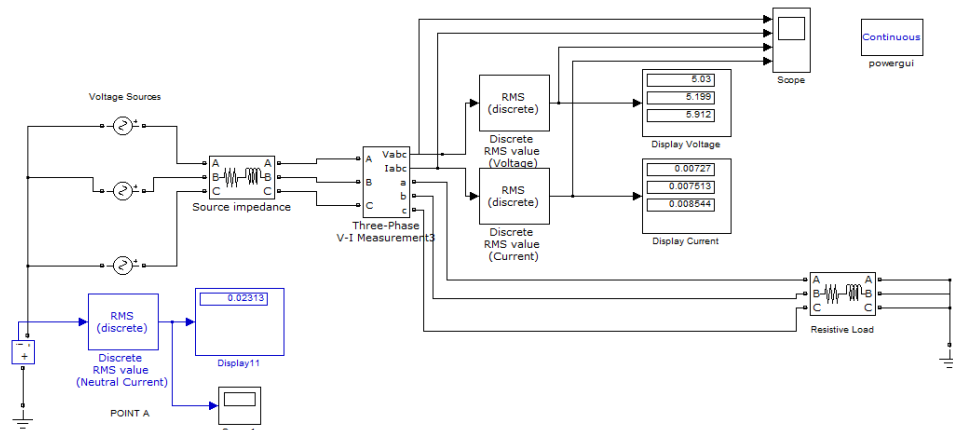 Continuous
powergui
Scope
Voltage Sources
A
B
C
A
B
C
Source impedance
A
B
C
Vabc
Iabc
a
b
c
Three-Phase
V-I Measurement3
RMS
(discrete)
Discrete
RMS value
(Voltage)
5.03
5.199
5.912
Display Voltage
RMS
(discrete)
Discrete
RMS value
(Current)
0.00727
0.007513
0.008544
Display Current
A
B
C
A
B
C
Resistive Load
RMS
(discrete)
Discrete
RMS value
(Neutral Current)
0.02313
Display11
POINT A